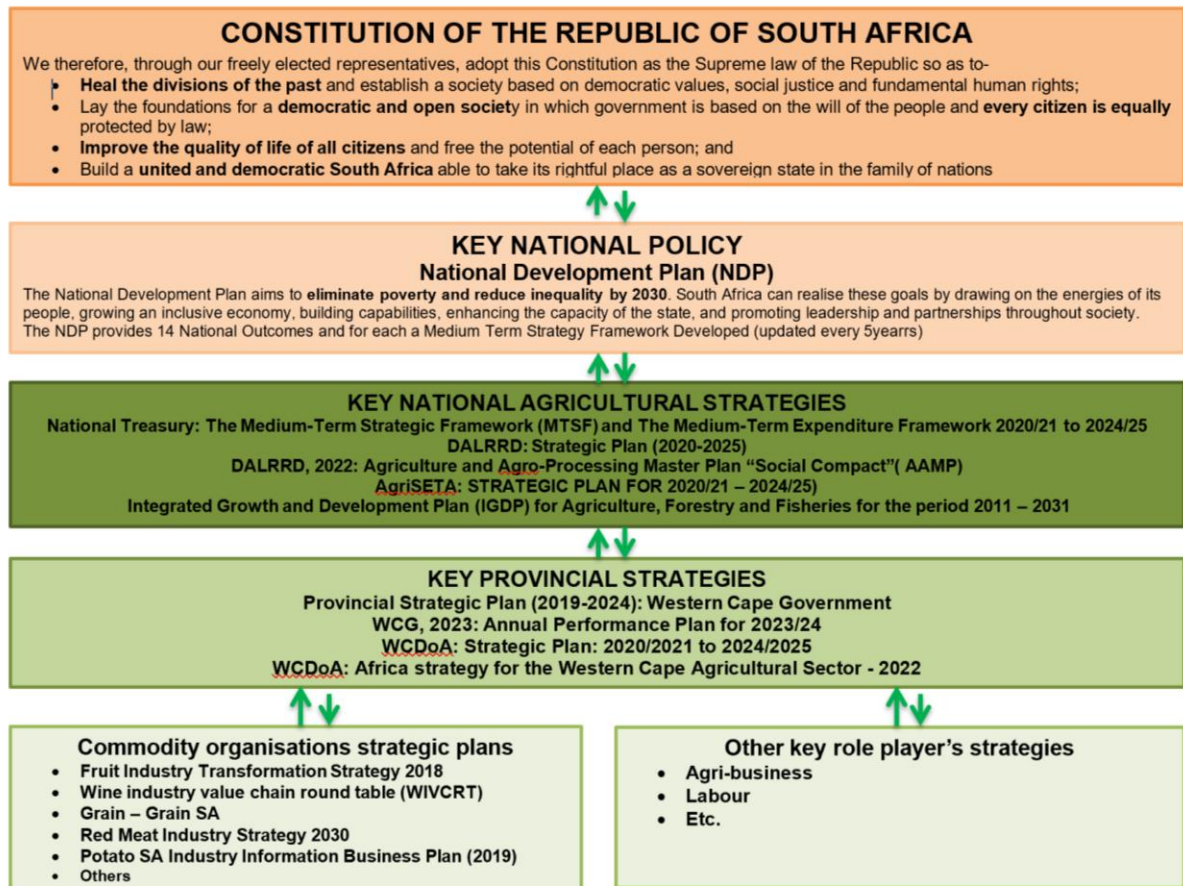 CONSTITUTION OF THE REPUBLIC OF SOUTH AFRICA
We therefore, through our freely elected representatives, adopt this Constitution as the Supreme law of the Republic so as to-
• Heal the divisions of the past and establish a society based on democratic values, social justice and fundamental human rights;
• Lay the foundations for a democratic and open society in which government is based on the will of the people and every citizen is equally
protected by law;
• Improve the quality of life of all citizens and free the potential of each person; and
• Build a united and democratic South Africa able to take its rightful place as a sovereign state in the family of nations
KEY NATIONAL POLICY
National Development Plan (NDP)
The National Development Plan aims to eliminate poverty and reduce inequality by 2030. South Africa can realise these goals by drawing on the energies of its
people, growing an inclusive economy, building capabilities, enhancing the capacity of the state, and promoting leadership and partnerships throughout society.
The NDP provides 14 National Outcomes and for each a Medium Term Strategy Framework Developed (updated every 5yearrs)
KEY NATIONAL AGRICULTURAL STRATEGIES
National Treasury: The Medium-Term Strategic Framework (MTSF) and The Medium-Term Expenditure Framework 2020/21 to 2024/25
DALRRD: Strategic Plan (2020-2025)
DALRRD, 2022: Agriculture and Agro-Processing Master Plan “Social Compact”( AAMP)
AgriSETA: STRATEGIC PLAN FOR 2020/21 – 2024/25)
Integrated Growth and Development Plan (IGDP) for Agriculture, Forestry and Fisheries for the period 2011 – 2031
KEY PROVINCIAL STRATEGIES
Provincial Strategic Plan (2019-2024): Western Cape Government
WCG, 2023: Annual Performance Plan for 2023/24
WCDoA: Strategic Plan: 2020/2021 to 2024/2025
WCDoA: Africa strategy for the Western Cape Agricultural Sector - 2022
Commodity organisations strategic plans
• Fruit Industry Transformation Strategy 2018
• Wine industry value chain round table (WIVCRT)
• Grain – Grain SA
• Red Meat Industry Strategy 2030
• Potato SA Industry Information Business Plan (2019)
• Others
Other key role player’s strategies
• Agri-business
• Labour
• Etc.